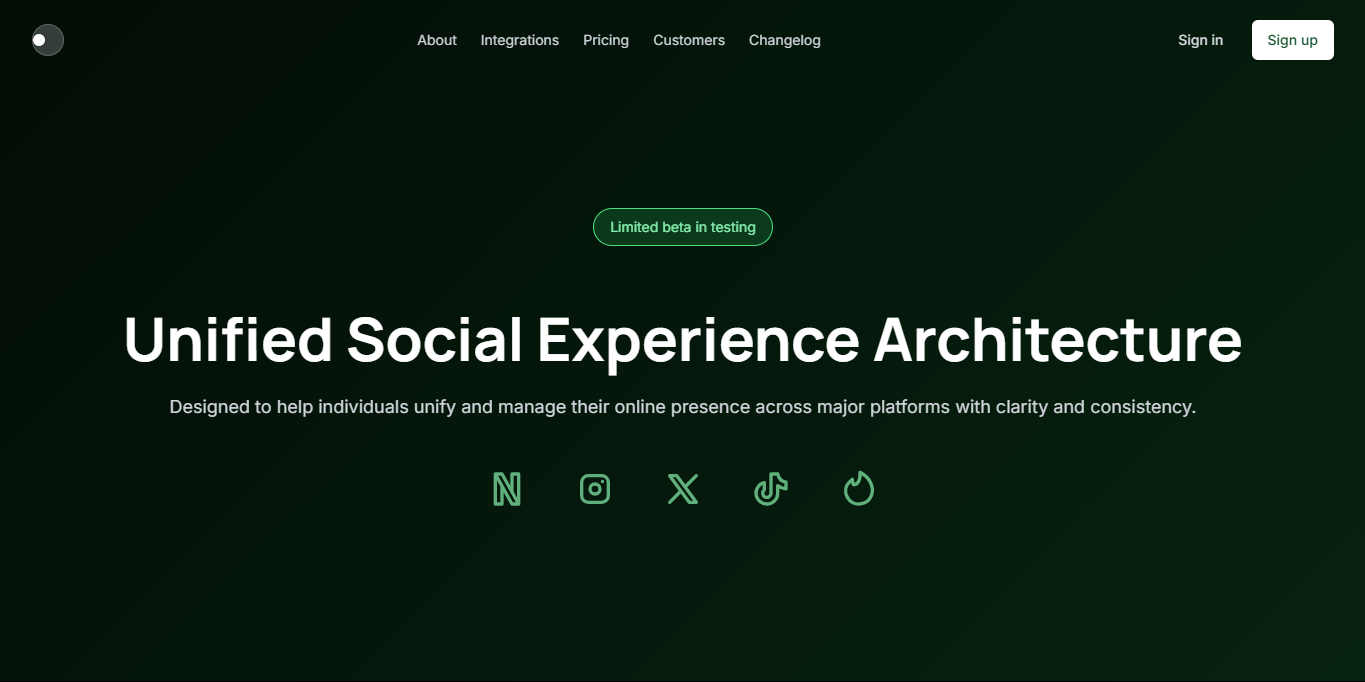 About Integrations Pricing Customers Changelog Sign in Sign up
Limited beta in testing
Unified Social Experience Architecture
Designed to help individuals unify and manage their online presence across major platforms with clarity and consistency.